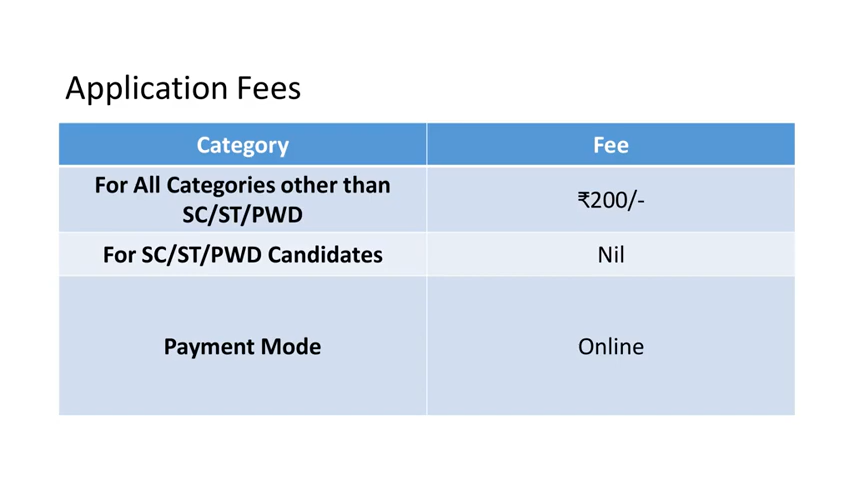 Application Fees
Category
Fee
For All Categories other than
SC/ST/PWD
₹200/-
For SC/ST/PWD Candidates
Nil
Payment Mode
Online